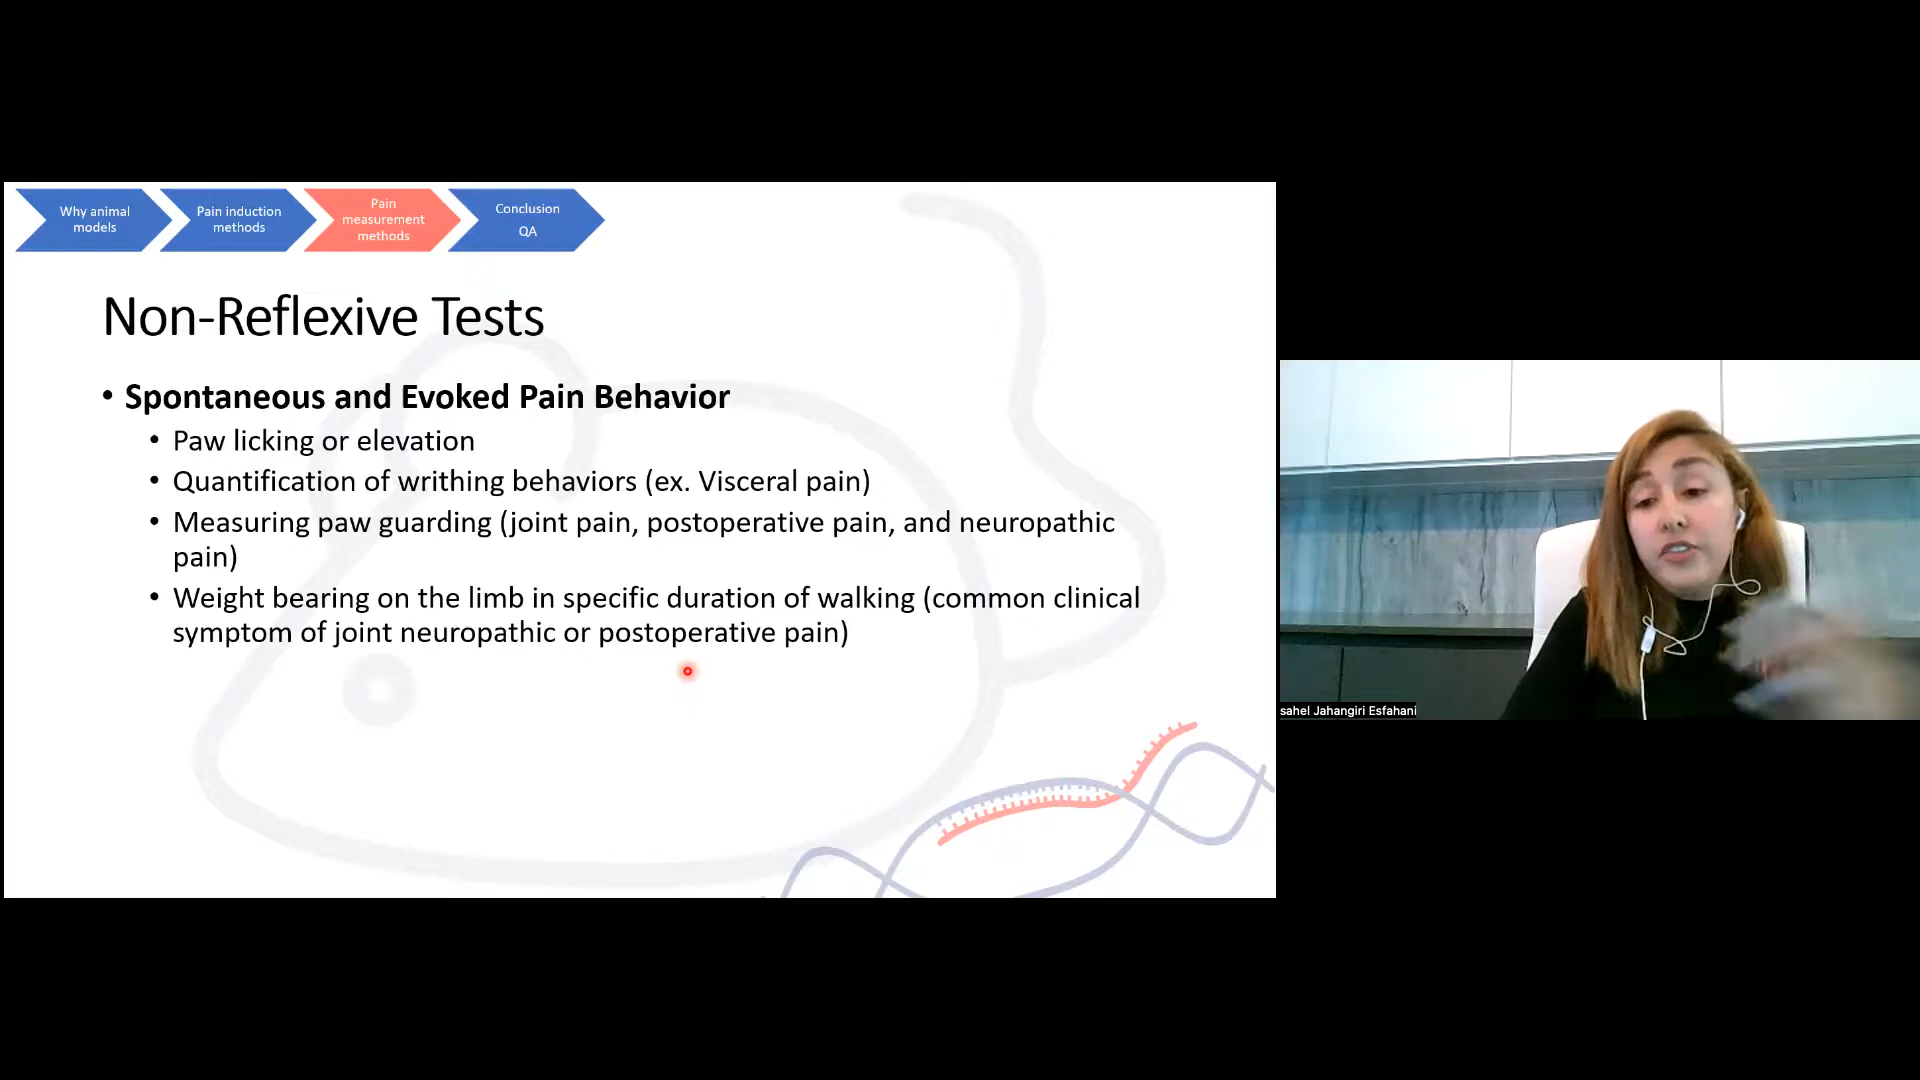 Why animal
models
Pain induction
methods
Pain
measurement
methods
Conclusion
QA
Non-Reflexive Tests
• Spontaneous and Evoked Pain Behavior
• Paw licking or elevation
• Quantification of writhing behaviors (ex. Visceral pain)
• Measuring paw guarding (joint pain, postoperative pain, and neuropathic
pain)
• Weight bearing on the limb in specific duration of walking (common clinical
symptom of joint neuropathic or postoperative pain)
sahel Jahangiri Esfahani